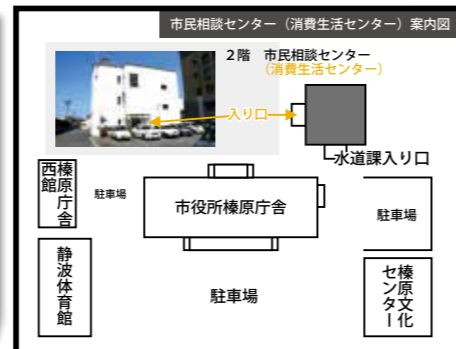 市民相談センター（消費生活センター）案内図
2階 市民相談センター
（消費生活センター）
入り口
水道課入り口
榛原庁舎
西館
駐車場
市役所榛原庁舎
駐車場
静波体育館
駐車場
榛原文化
センター